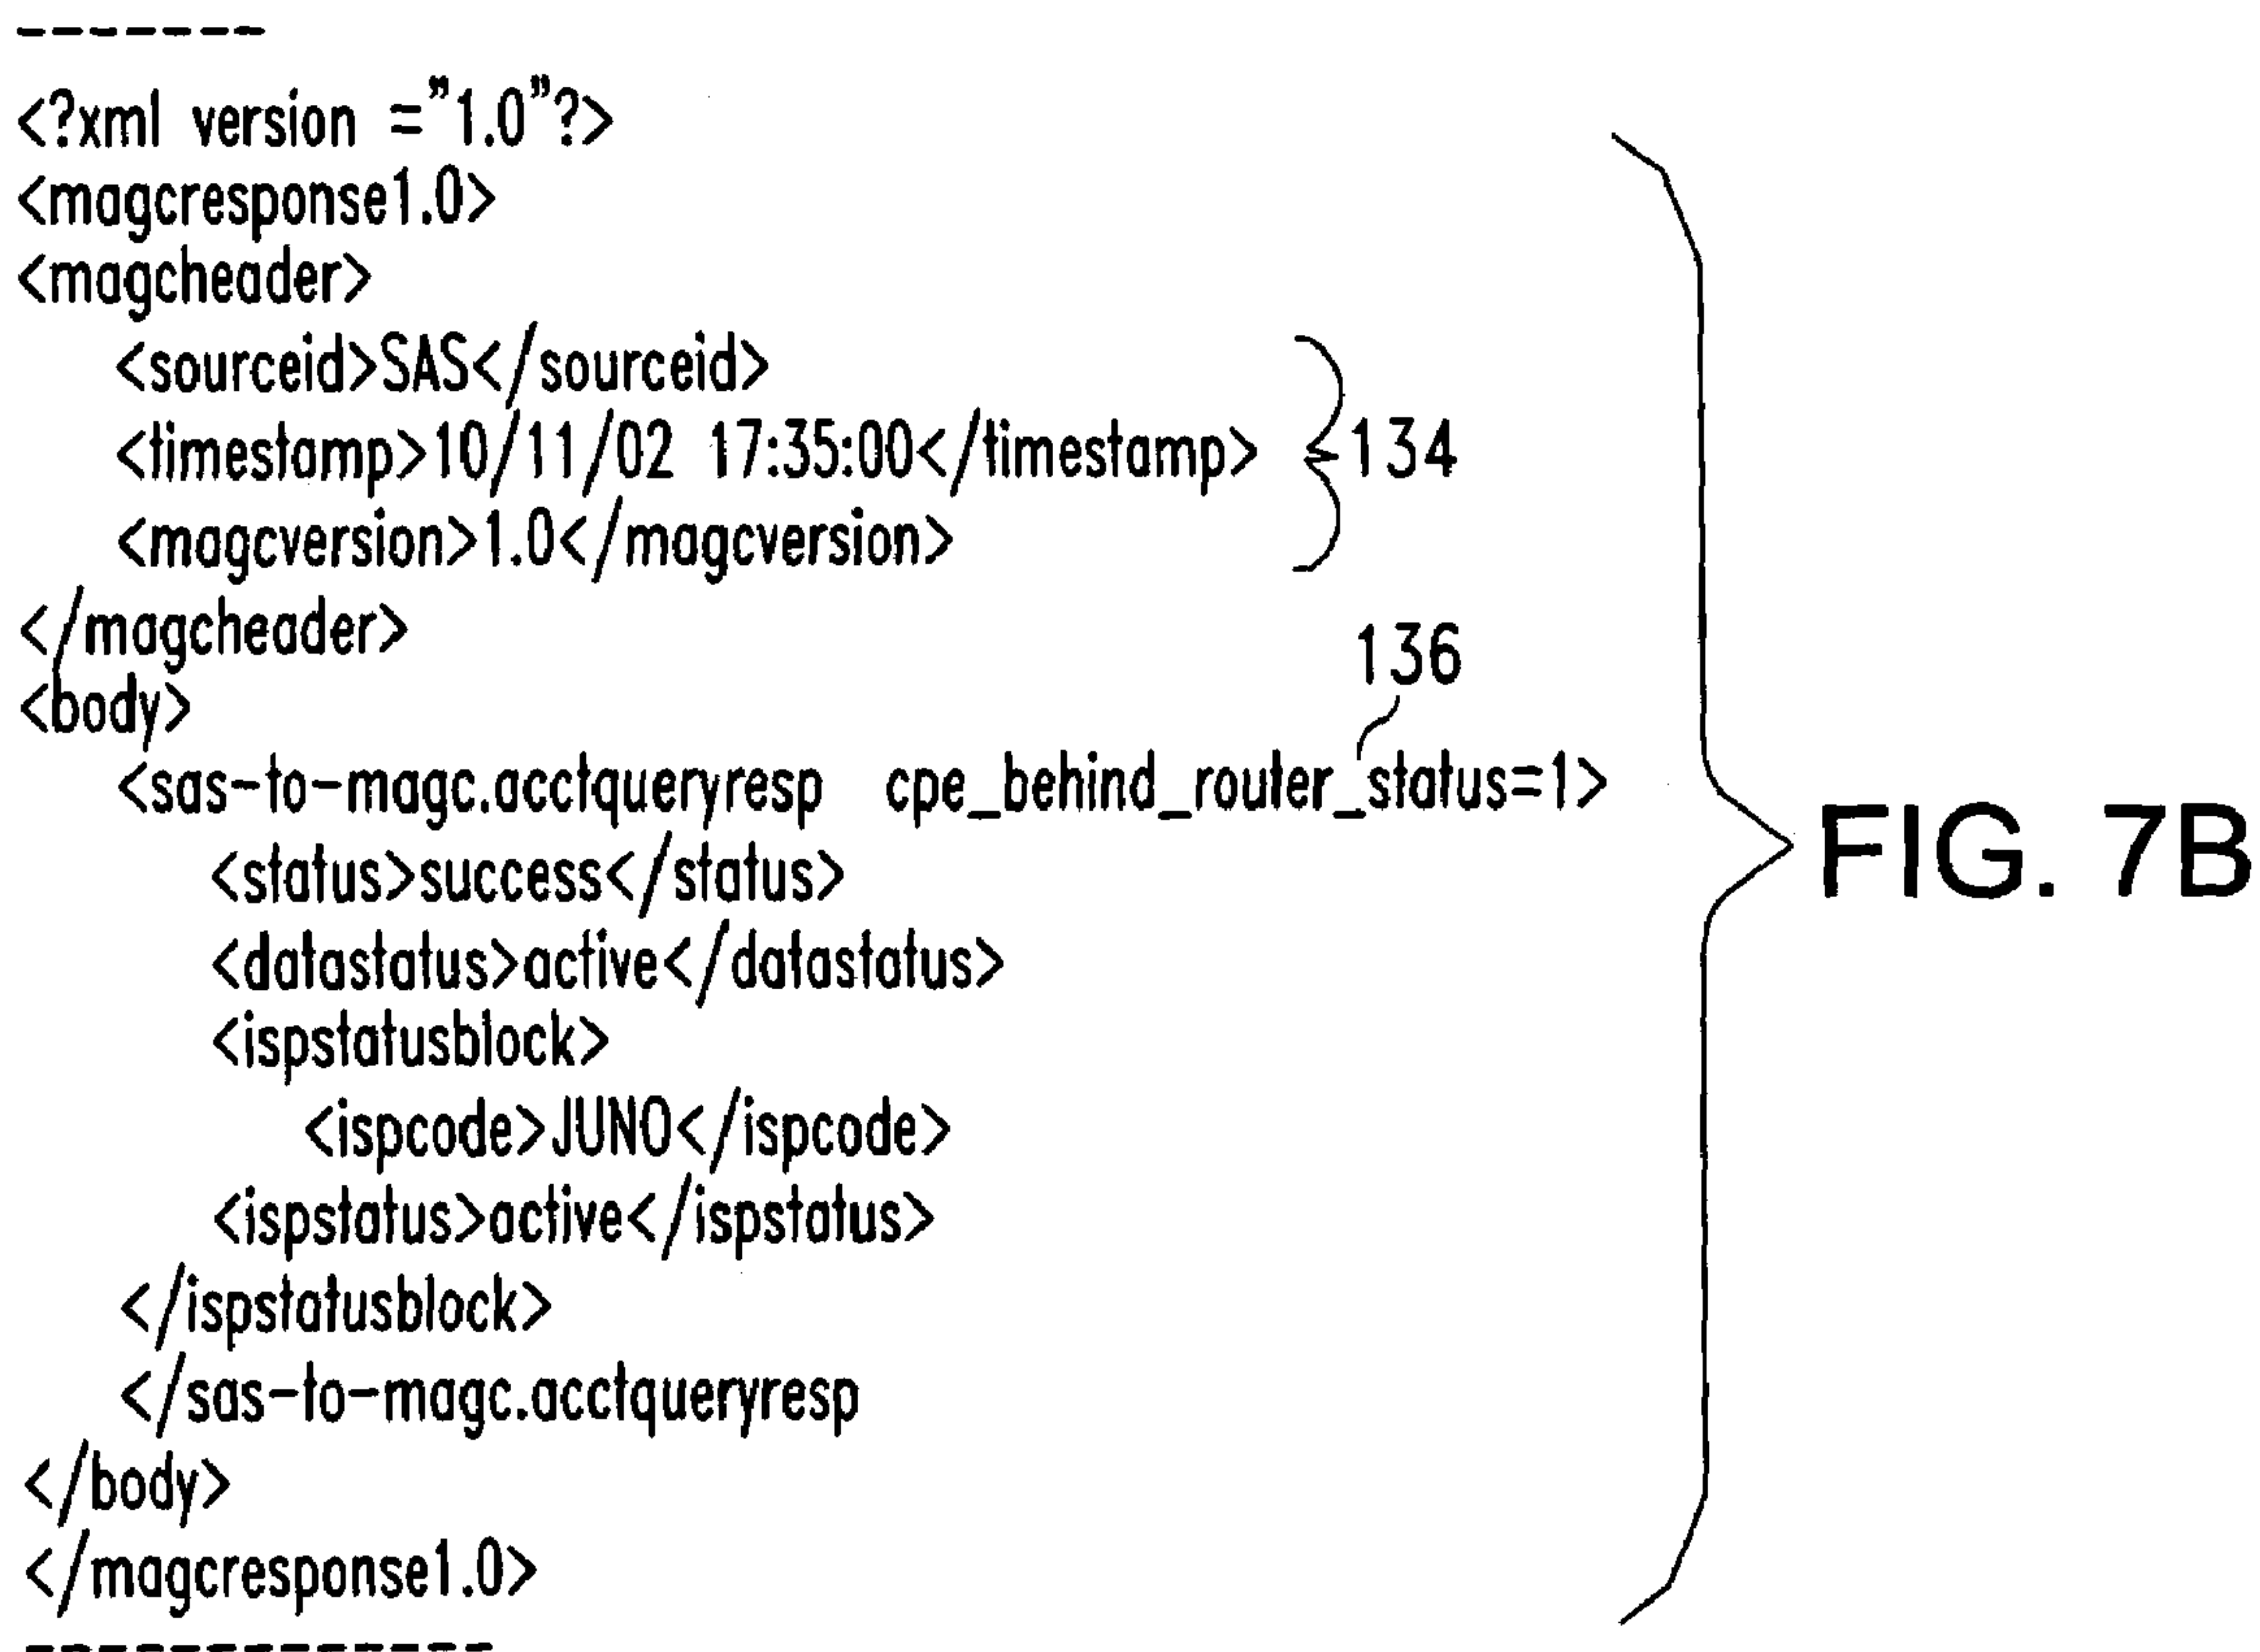 <?xml version ="1.0"?>
<magcresponse1.0>
<magcheader>
<sourceid>SAS</sourceid>
<timestamp>10/11/02 17:35:00</timestamp>
134
<magcversion>1.0</magcversion>
</magcheader>
136
<body>
<sas-to-magc.acctqueryresp cpe_behind_router_status=1>
FIG. 7B
<status>success</status>
<datastatus>active</datastatus>
<ispstatusblock>
<ispcode>JUNO</ispcode>
<ispstatus>active</ispstatus>
</ispstatusblock>
</sas-to-magc.acctqueryresp
</body>
</magcresponse1.0>